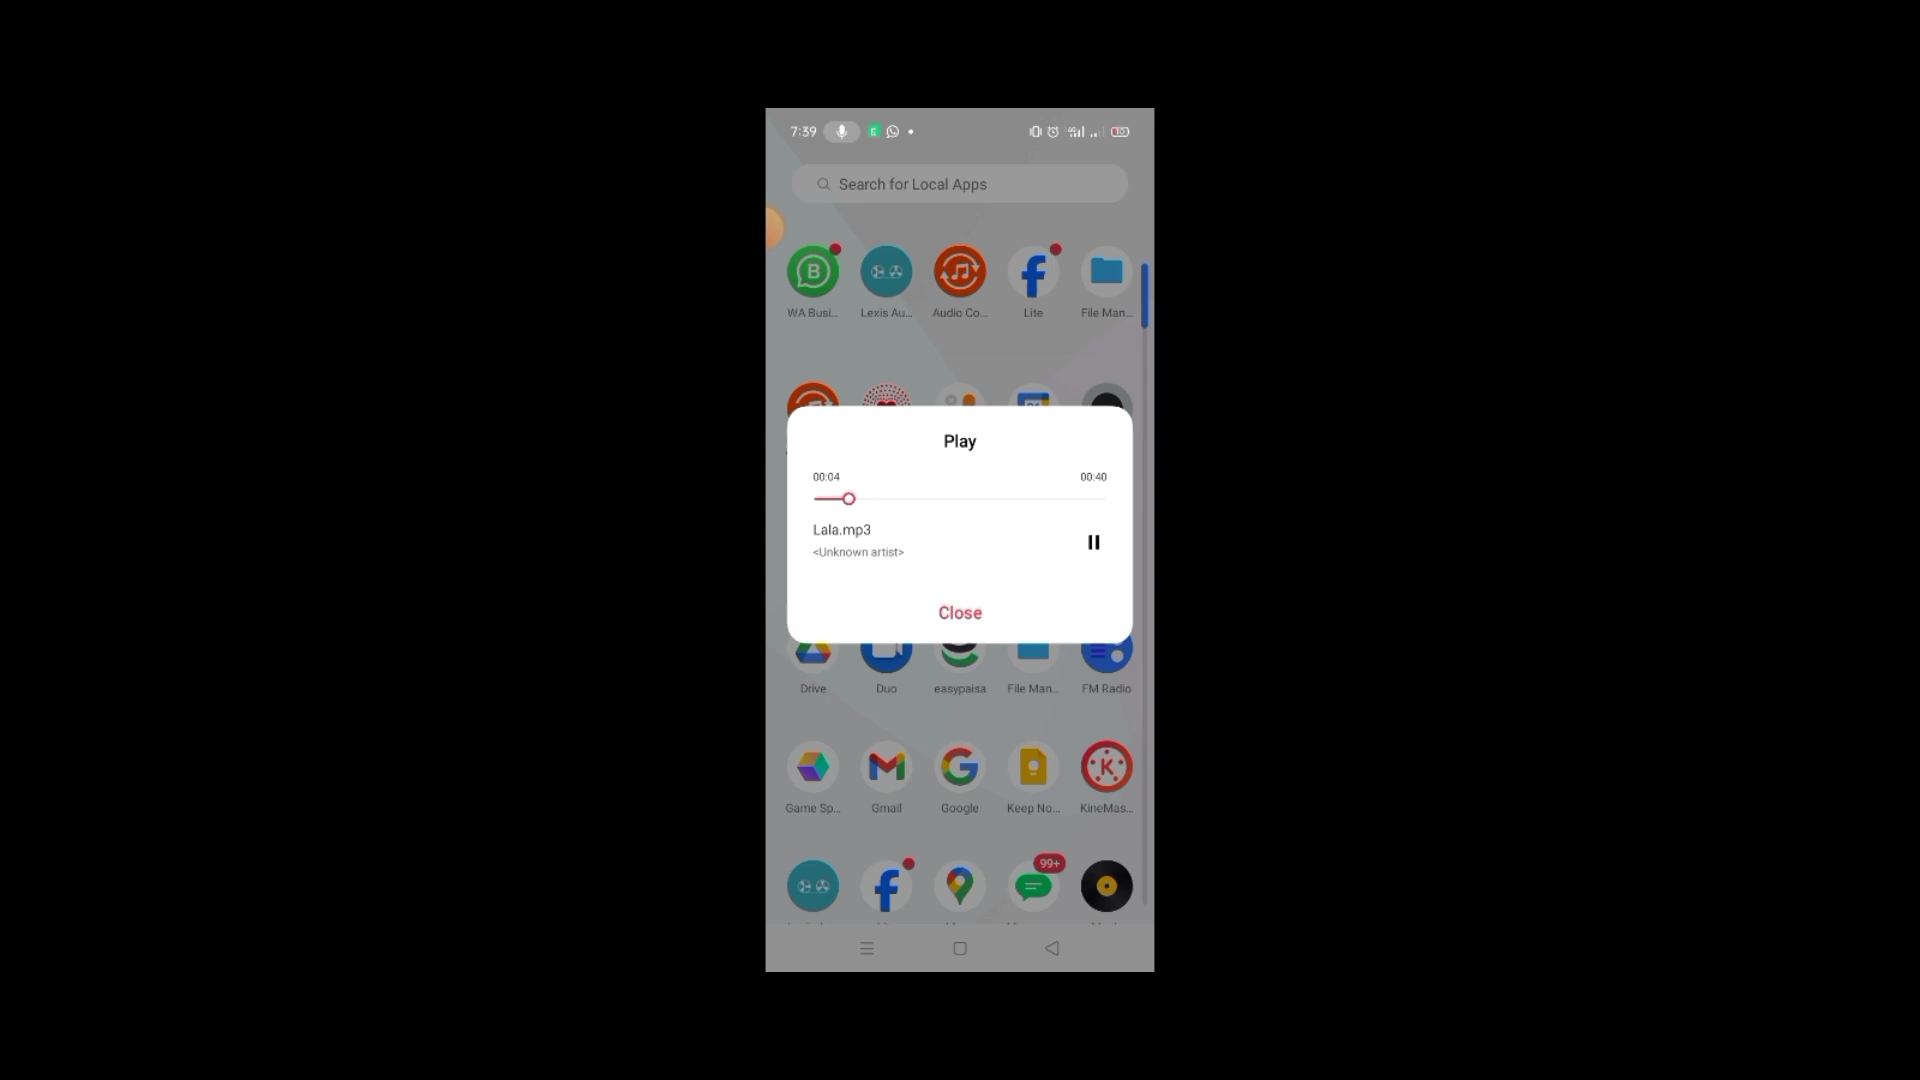 7:39
Search for Local Apps
WA Busi... Lexis Au... Audio Co... Lite File Man...
Play
00:04 00:40
Lala.mp3
<Unknown artist>
Close
Drive Duo easypaisa File Man... FM Radio
Game Sp... Gmail Google Keep No... KineMas...
99+